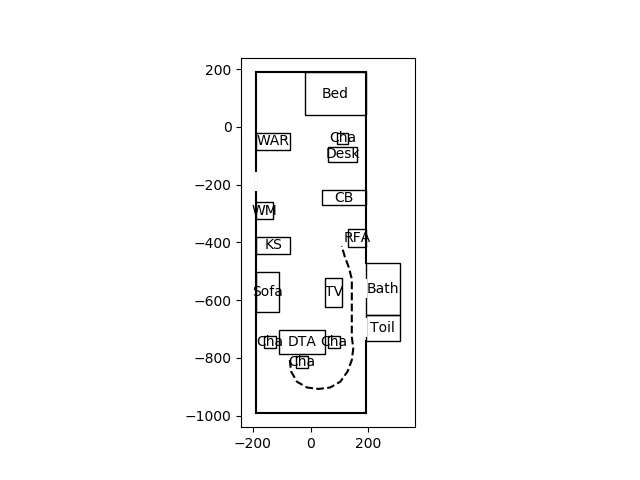 200
0
−200
−400
−600
−800
−1000
−200
0
200
Bed
WAR
Cha
Desk
CB
WM
RFA
KS
Sofa
TV
Bath
Toil
Cha
DTA
Cha
Cha